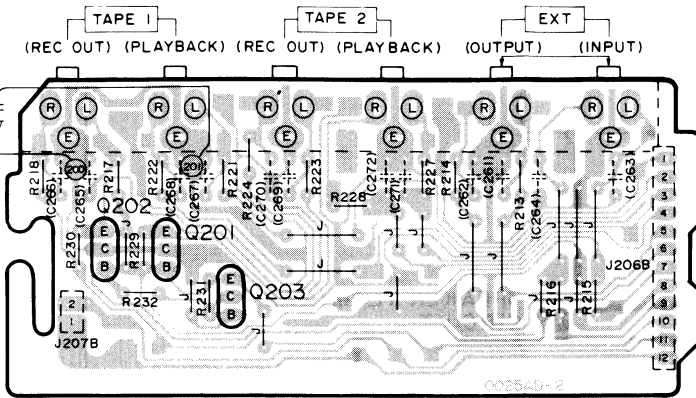 TAPE 1 TAPE 2 EXT
(REC OUT) (PLAYBACK) (REC OUT) (PLAYBACK) (OUTPUT) (INPUT)
R L R L R L R L R L R L
E E E E E E
R218 (C266) (C265) R217 R222 (C268) (C267) R221 R224 (C270) (C269) R223 R228 (C272) (C271) R227 R214 (C262) (C261) R213 (C264) (C263)
200 201
Q202 Q201
R230 E C B J R229 E C B
R232 J R231 E C B Q203
J J J J J J J J J J
J206B
R216 J R215 J
2
1
J207B
1
2
3
4
5
6
7
8
9
10
11
12
0025AD-2